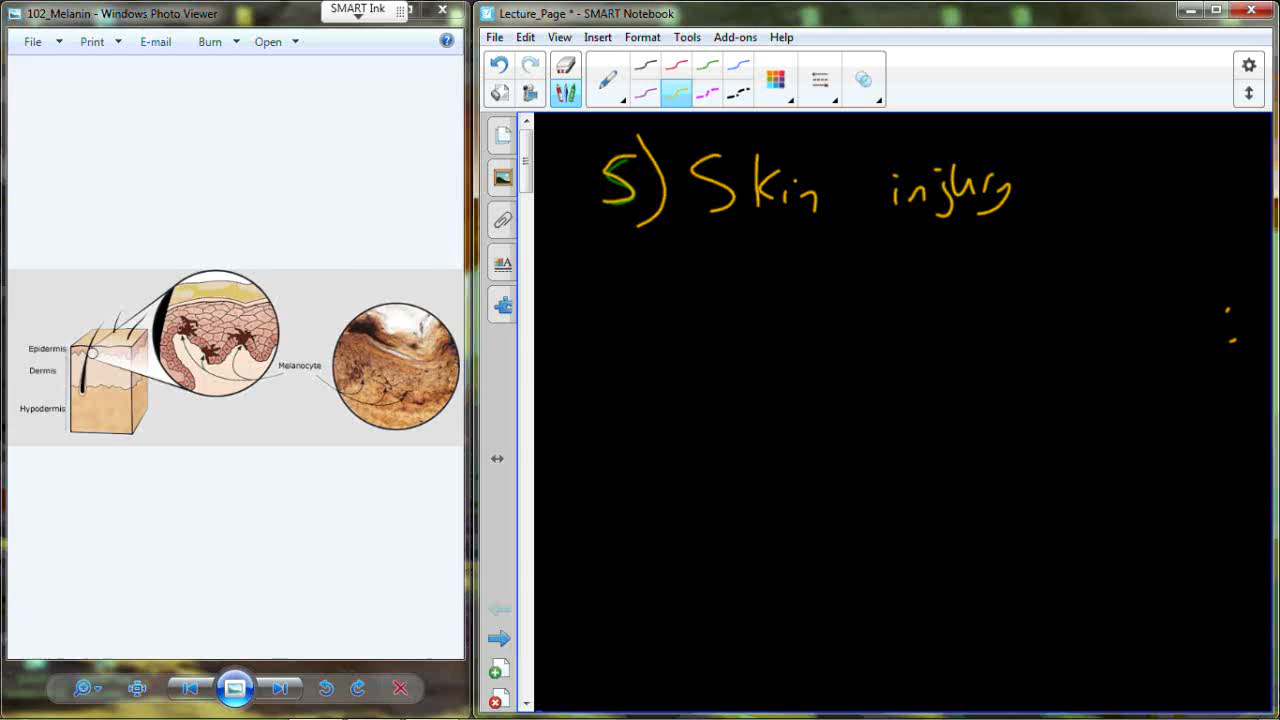 102_Melanin - Windows Photo Viewer
SMART Ink
File Print E-mail Burn Open
Epidermis
Dermis
Hypodermis
Melanocyte
Lecture_Page * - SMART Notebook
File Edit View Insert Format Tools Add-ons Help
5) Skin injury
: